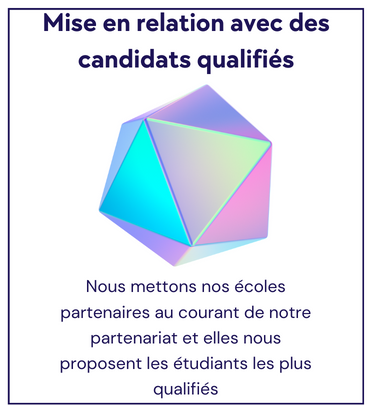 Mise en relation avec des
candidats qualifiés
Nous mettons nos écoles
partenaires au courant de notre
partenariat et elles nous
proposent les étudiants les plus
qualifiés